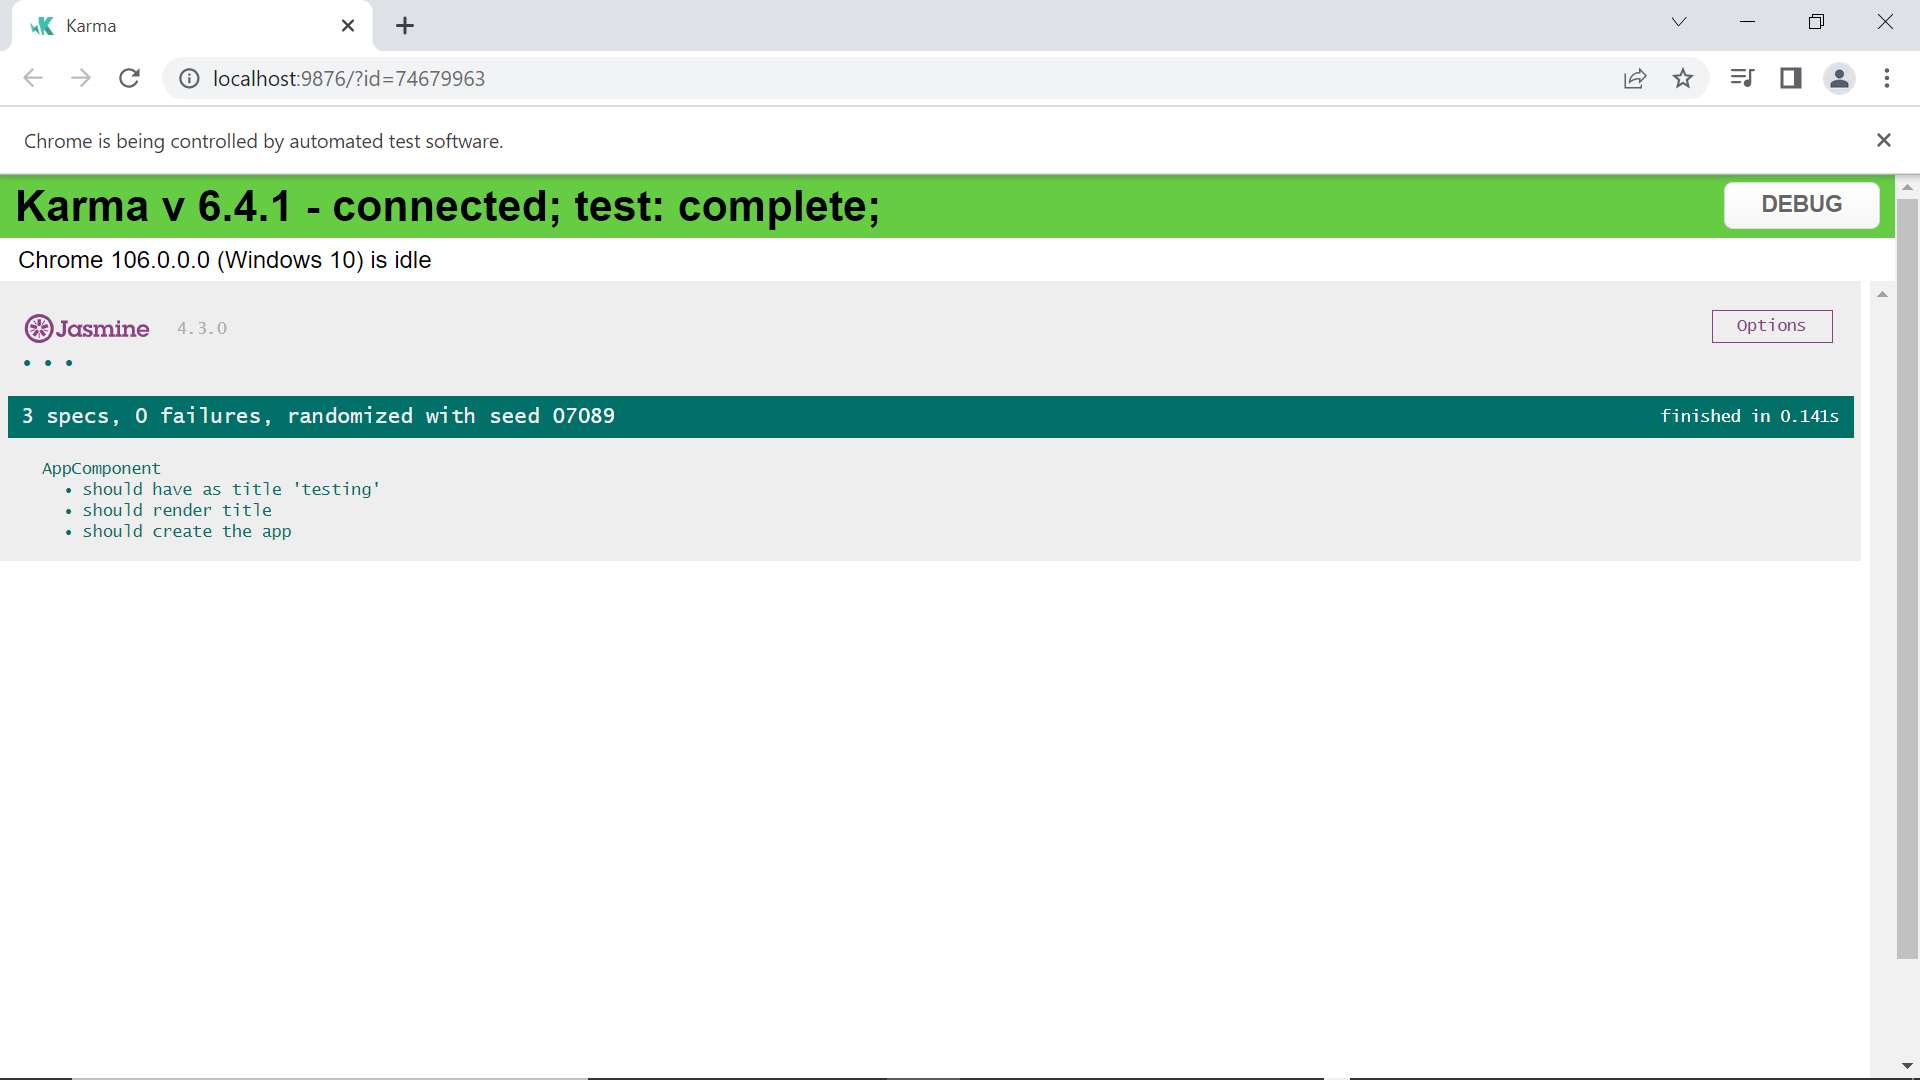 Karma
localhost:9876/?id=74679963
Chrome is being controlled by automated test software.
Karma v 6.4.1 - connected; test: complete;
DEBUG
Chrome 106.0.0.0 (Windows 10) is idle
Jasmine 4.3.0
Options
• • •
3 specs, 0 failures, randomized with seed 07089
finished in 0.141s
AppComponent
• should have as title 'testing'
• should render title
• should create the app